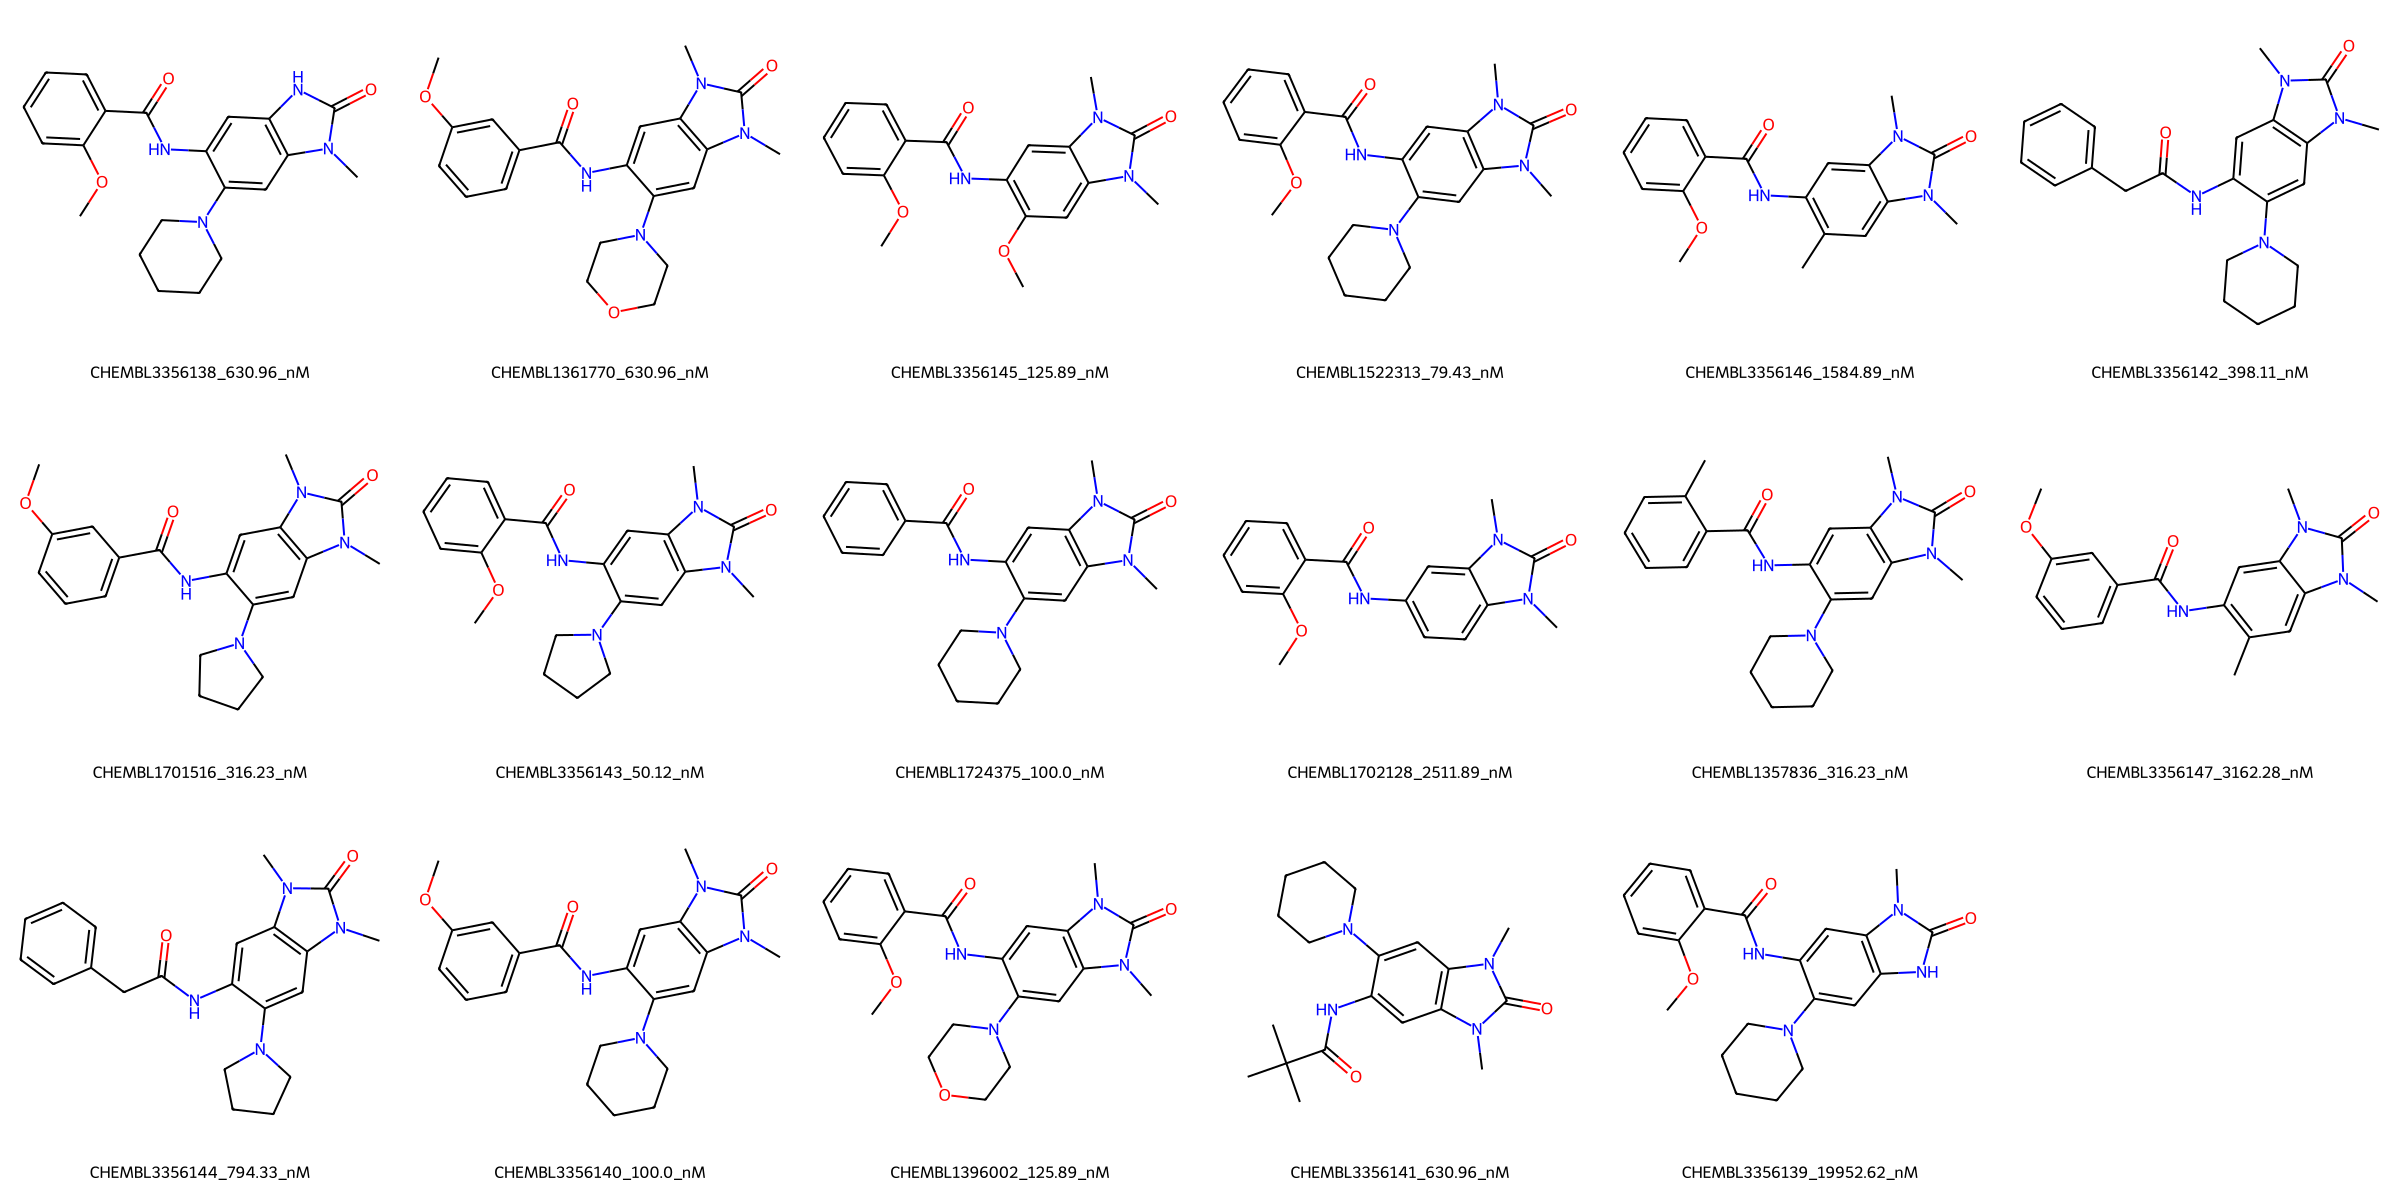 CHEMBL3356138_630.96_nM
CHEMBL1361770_630.96_nM
CHEMBL3356145_125.89_nM
CHEMBL1522313_79.43_nM
CHEMBL3356146_1584.89_nM
CHEMBL3356142_398.11_nM
CHEMBL1701516_316.23_nM
CHEMBL3356143_50.12_nM
CHEMBL1724375_100.0_nM
CHEMBL1702128_2511.89_nM
CHEMBL1357836_316.23_nM
CHEMBL3356147_3162.28_nM
CHEMBL3356144_794.33_nM
CHEMBL3356140_100.0_nM
CHEMBL1396002_125.89_nM
CHEMBL3356141_630.96_nM
CHEMBL3356139_19952.62_nM